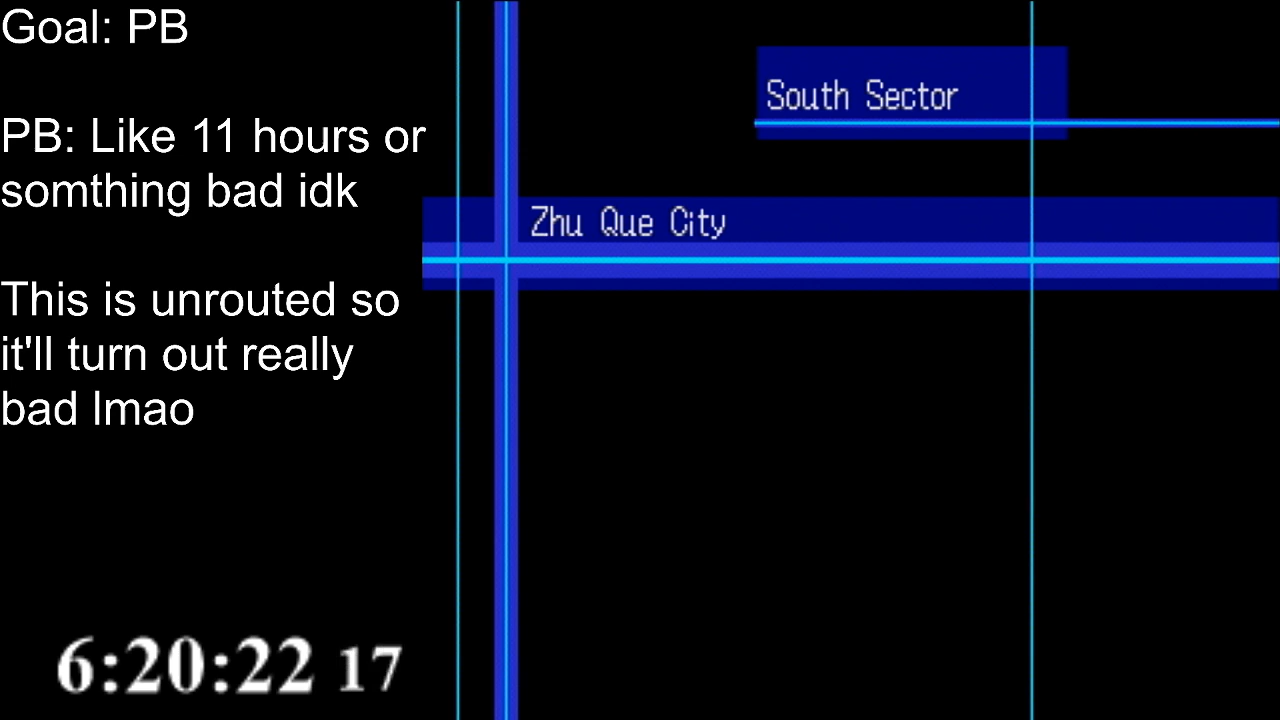 Goal: PB
PB: Like 11 hours or
somthing bad idk
This is unrouted so
it'll turn out really
bad lmao
South Sector
Zhu Que City
6:20:22 17